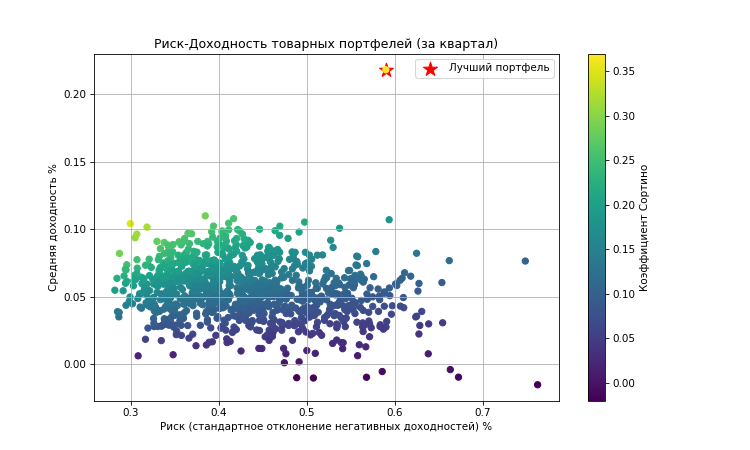 Риск-Доходность товарных портфелей (за квартал)
Лучший портфель
Средняя доходность %
0.20
0.15
0.10
0.05
0.00
0.3 0.4 0.5 0.6 0.7
Риск (стандартное отклонение негативных доходностей) %
0.35
0.30
0.25
0.20
0.15
0.10
0.05
0.00
Коэффициент Сортино